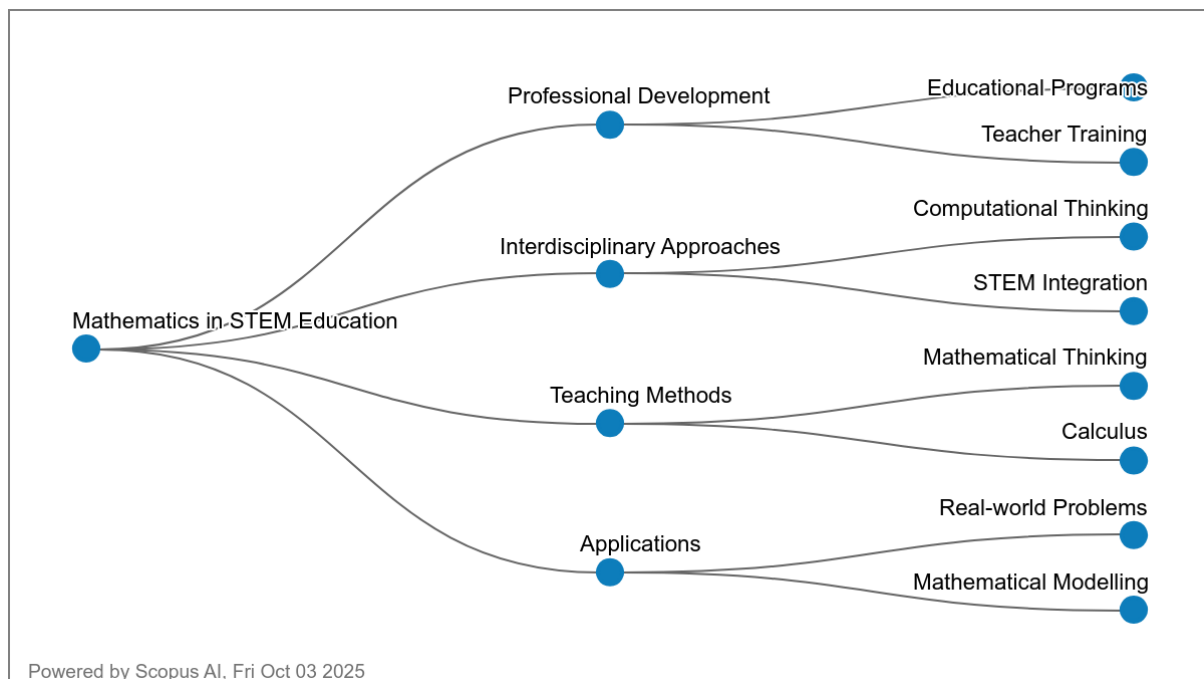 Educational Programs
Professional Development
Teacher Training
Computational Thinking
Interdisciplinary Approaches
STEM Integration
Mathematics in STEM Education
Mathematical Thinking
Teaching Methods
Calculus
Real-world Problems
Applications
Mathematical Modelling
Powered by Scopus AI, Fri Oct 03 2025